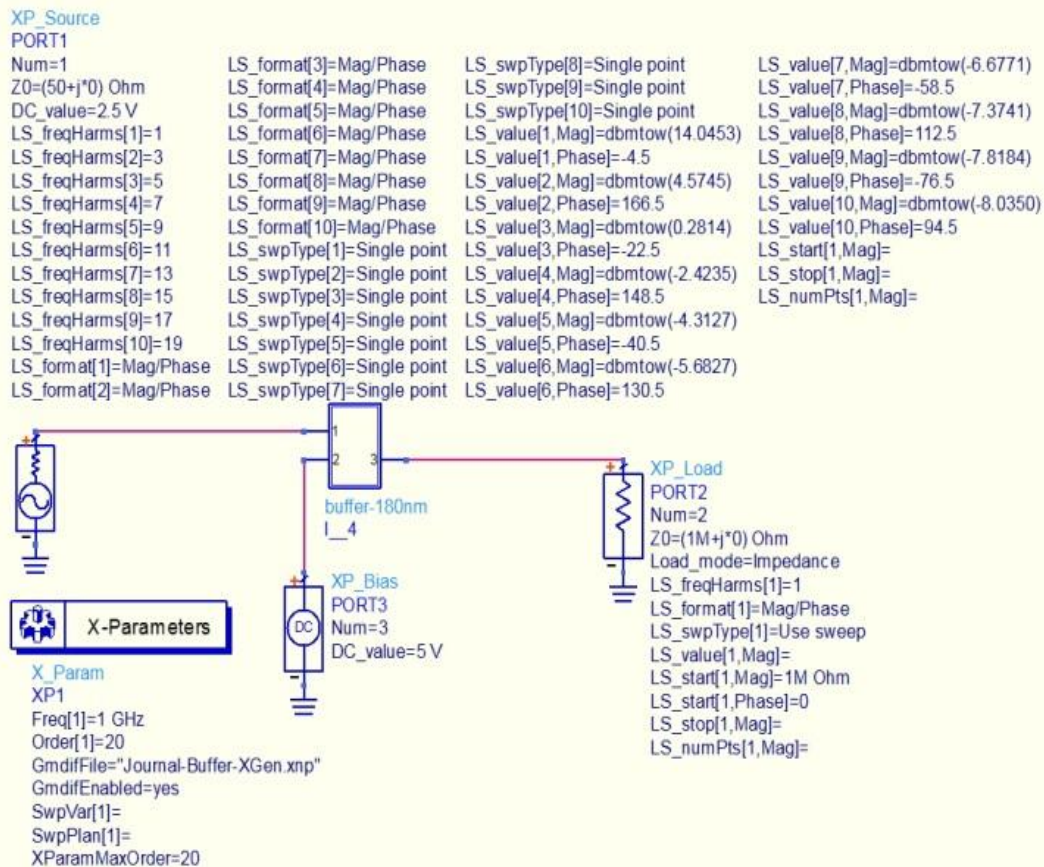 XP_Source
PORT1
Num=1
Z0=(50+j*0) Ohm
DC_value=2.5 V
LS_freqHarms[1]=1
LS_freqHarms[2]=3
LS_freqHarms[3]=5
LS_freqHarms[4]=7
LS_freqHarms[5]=9
LS_freqHarms[6]=11
LS_freqHarms[7]=13
LS_freqHarms[8]=15
LS_freqHarms[9]=17
LS_freqHarms[10]=19
LS_format[1]=Mag/Phase
LS_format[2]=Mag/Phase
LS_format[3]=Mag/Phase
LS_format[4]=Mag/Phase
LS_format[5]=Mag/Phase
LS_format[6]=Mag/Phase
LS_format[7]=Mag/Phase
LS_format[8]=Mag/Phase
LS_format[9]=Mag/Phase
LS_format[10]=Mag/Phase
LS_swpType[1]=Single point
LS_swpType[2]=Single point
LS_swpType[3]=Single point
LS_swpType[4]=Single point
LS_swpType[5]=Single point
LS_swpType[6]=Single point
LS_swpType[7]=Single point
LS_swpType[8]=Single point
LS_swpType[9]=Single point
LS_swpType[10]=Single point
LS_value[1,Mag]=dbmtow(14.0453)
LS_value[1,Phase]=-4.5
LS_value[2,Mag]=dbmtow(4.5745)
LS_value[2,Phase]=166.5
LS_value[3,Mag]=dbmtow(0.2814)
LS_value[3,Phase]=-22.5
LS_value[4,Mag]=dbmtow(-2.4235)
LS_value[4,Phase]=148.5
LS_value[5,Mag]=dbmtow(-4.3127)
LS_value[5,Phase]=-40.5
LS_value[6,Mag]=dbmtow(-5.6827)
LS_value[6,Phase]=130.5
LS_value[7,Mag]=dbmtow(-6.6771)
LS_value[7,Phase]=-58.5
LS_value[8,Mag]=dbmtow(-7.3741)
LS_value[8,Phase]=112.5
LS_value[9,Mag]=dbmtow(-7.8184)
LS_value[9,Phase]=-76.5
LS_value[10,Mag]=dbmtow(-8.0350)
LS_value[10,Phase]=94.5
LS_start[1,Mag]=
LS_stop[1,Mag]=
LS_numPts[1,Mag]=
1
2 3
buffer-180nm
I__4
XP_Load
PORT2
Num=2
Z0=(1M+j*0) Ohm
Load_mode=Impedance
LS_freqHarms[1]=1
LS_format[1]=Mag/Phase
LS_swpType[1]=Use sweep
LS_value[1,Mag]=
LS_start[1,Mag]=1M Ohm
LS_start[1,Phase]=0
LS_stop[1,Mag]=
LS_numPts[1,Mag]=
XP_Bias
PORT3
Num=3
DC_value=5 V
DC
X-Parameters
X_Param
XP1
Freq[1]=1 GHz
Order[1]=20
GmdifFile="Journal-Buffer-XGen.xnp"
GmdifEnabled=yes
SwpVar[1]=
SwpPlan[1]=
XParamMaxOrder=20